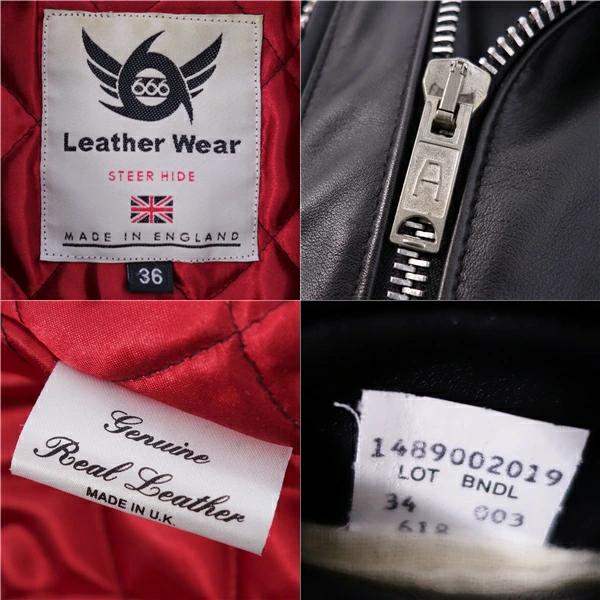 666
Leather Wear
STEER HIDE
MADE IN ENGLAND
36
A
Genuine
Real Leather
MADE IN U.K.
1489002019
LOT BNDL
34 003
618